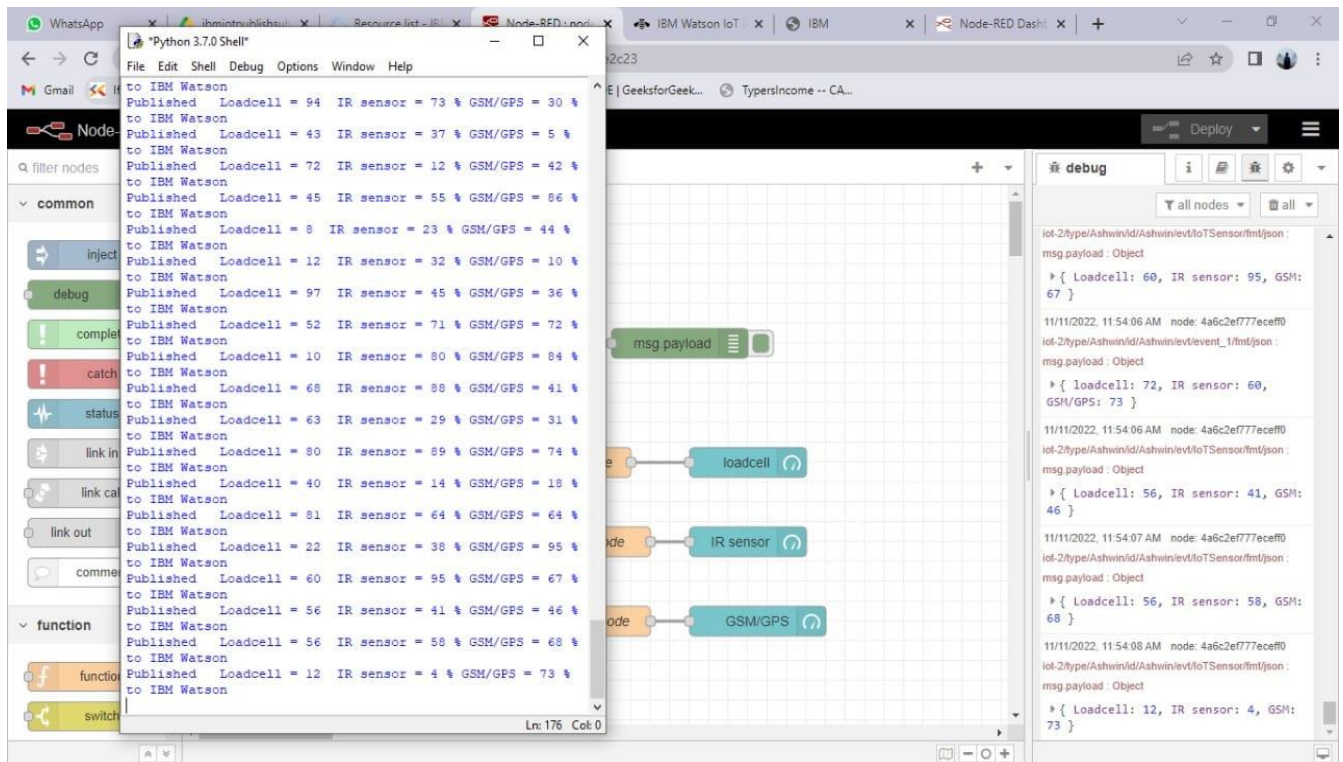 WhatsApp
ibmiotpublishsub
Resource list - IB
Node-RED : node
IBM Watson IoT
IBM
Node-RED Dash
*Python 3.7.0 Shell*
File Edit Shell Debug Options Window Help
e2c23
Gmail
E | GeeksforGeek...
TypersIncome -- CA...
to IBM Watson
Published Loadcell = 94 IR sensor = 73 % GSM/GPS = 30 %
to IBM Watson
Published Loadcell = 43 IR sensor = 37 % GSM/GPS = 5 %
to IBM Watson
Published Loadcell = 72 IR sensor = 12 % GSM/GPS = 42 %
to IBM Watson
Published Loadcell = 45 IR sensor = 55 % GSM/GPS = 86 %
to IBM Watson
Published Loadcell = 8 IR sensor = 23 % GSM/GPS = 44 %
to IBM Watson
Published Loadcell = 12 IR sensor = 32 % GSM/GPS = 10 %
to IBM Watson
Published Loadcell = 97 IR sensor = 45 % GSM/GPS = 36 %
to IBM Watson
Published Loadcell = 52 IR sensor = 71 % GSM/GPS = 72 %
to IBM Watson
Published Loadcell = 10 IR sensor = 80 % GSM/GPS = 84 %
to IBM Watson
Published Loadcell = 68 IR sensor = 88 % GSM/GPS = 41 %
to IBM Watson
Published Loadcell = 63 IR sensor = 29 % GSM/GPS = 31 %
to IBM Watson
Published Loadcell = 80 IR sensor = 89 % GSM/GPS = 74 %
to IBM Watson
Published Loadcell = 40 IR sensor = 14 % GSM/GPS = 18 %
to IBM Watson
Published Loadcell = 81 IR sensor = 64 % GSM/GPS = 64 %
to IBM Watson
Published Loadcell = 22 IR sensor = 38 % GSM/GPS = 95 %
to IBM Watson
Published Loadcell = 60 IR sensor = 95 % GSM/GPS = 67 %
to IBM Watson
Published Loadcell = 56 IR sensor = 41 % GSM/GPS = 46 %
to IBM Watson
Published Loadcell = 56 IR sensor = 58 % GSM/GPS = 68 %
to IBM Watson
Published Loadcell = 12 IR sensor = 4 % GSM/GPS = 73 %
to IBM Watson
Ln: 176 Col: 0
Node-
Deploy
filter nodes
common
inject
debug
complet
catch
status
link in
link cal
link out
commer
function
function
switch
msg.payload
e
loadcell
ode
IR sensor
ode
GSM/GPS
debug
all nodes
all
iot-2/type/Ashwin/id/Ashwin/evt/IoTSensor/fmt/json :
msg.payload : Object
{ Loadcell: 60, IR sensor: 95, GSM:
67 }
11/11/2022, 11:54:06 AM node: 4a6c2ef777eceff0
iot-2/type/Ashwin/id/Ashwin/evt/event_1/fmt/json :
msg.payload : Object
{ loadcell: 72, IR sensor: 60,
GSM/GPS: 73 }
11/11/2022, 11:54:06 AM node: 4a6c2ef777eceff0
iot-2/type/Ashwin/id/Ashwin/evt/IoTSensor/fmt/json :
msg.payload : Object
{ Loadcell: 56, IR sensor: 41, GSM:
46 }
11/11/2022, 11:54:07 AM node: 4a6c2ef777eceff0
iot-2/type/Ashwin/id/Ashwin/evt/IoTSensor/fmt/json :
msg.payload : Object
{ Loadcell: 56, IR sensor: 58, GSM:
68 }
11/11/2022, 11:54:08 AM node: 4a6c2ef777eceff0
iot-2/type/Ashwin/id/Ashwin/evt/IoTSensor/fmt/json :
msg.payload : Object
{ Loadcell: 12, IR sensor: 4, GSM:
73 }